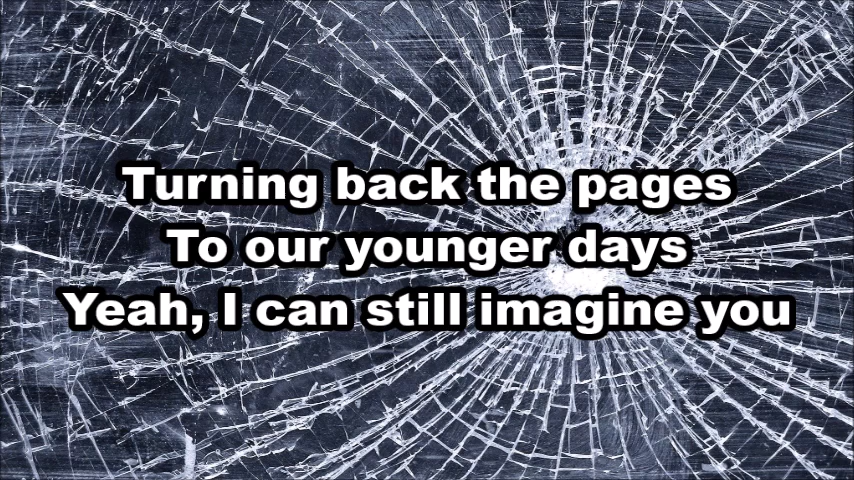 Turning back the pages
To our younger days
Yeah, I can still imagine you